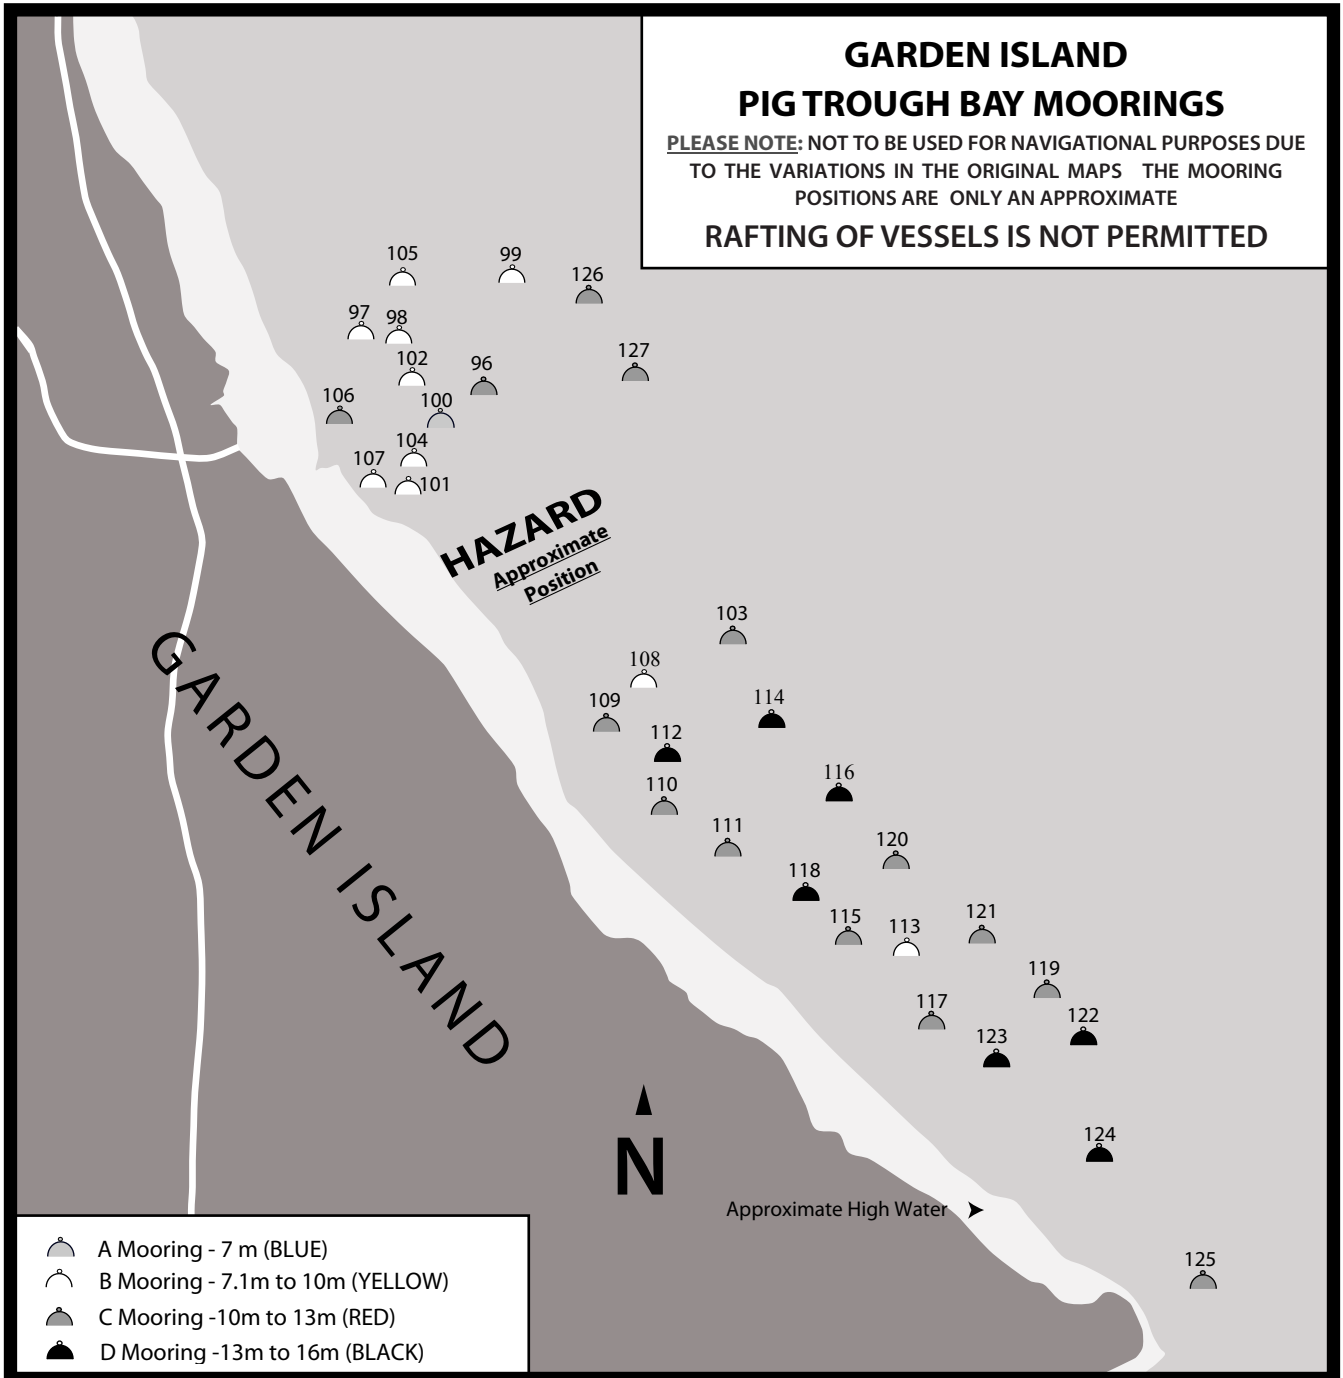 GARDEN ISLAND
PIG TROUGH BAY MOORINGS
PLEASE NOTE: NOT TO BE USED FOR NAVIGATIONAL PURPOSES DUE
TO THE VARIATIONS IN THE ORIGINAL MAPS THE MOORING
POSITIONS ARE ONLY AN APPROXIMATE
RAFTING OF VESSELS IS NOT PERMITTED
105
99
126
97
98
127
102
96
106
100
104
107
101
HAZARD
Approximate
Position
103
108
109
114
112
116
110
111
120
118
115
113
121
119
117
122
123
124
125
GARDEN ISLAND
N
Approximate High Water
A Mooring - 7 m (BLUE)
B Mooring - 7.1m to 10m (YELLOW)
C Mooring -10m to 13m (RED)
D Mooring -13m to 16m (BLACK)